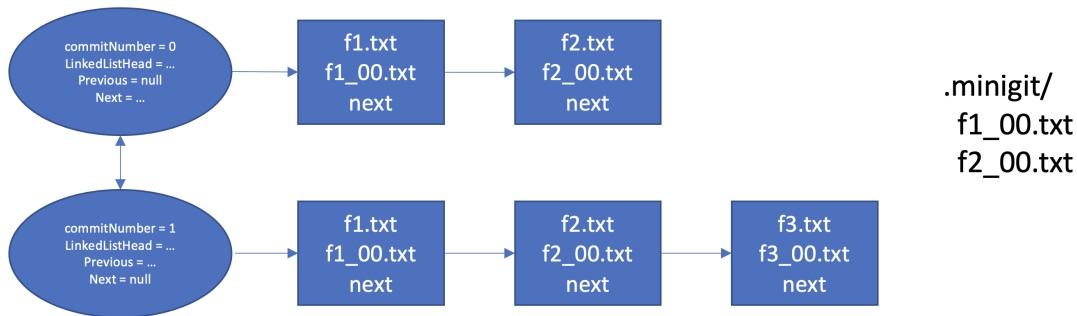 commitNumber = 0
LinkedListHead = ...
Previous = null
Next = ...
f1.txt
f1_00.txt
next
f2.txt
f2_00.txt
next
.minigit/
f1_00.txt
f2_00.txt
commitNumber = 1
LinkedListHead = ...
Previous = ...
Next = null
f1.txt
f1_00.txt
next
f2.txt
f2_00.txt
next
f3.txt
f3_00.txt
next